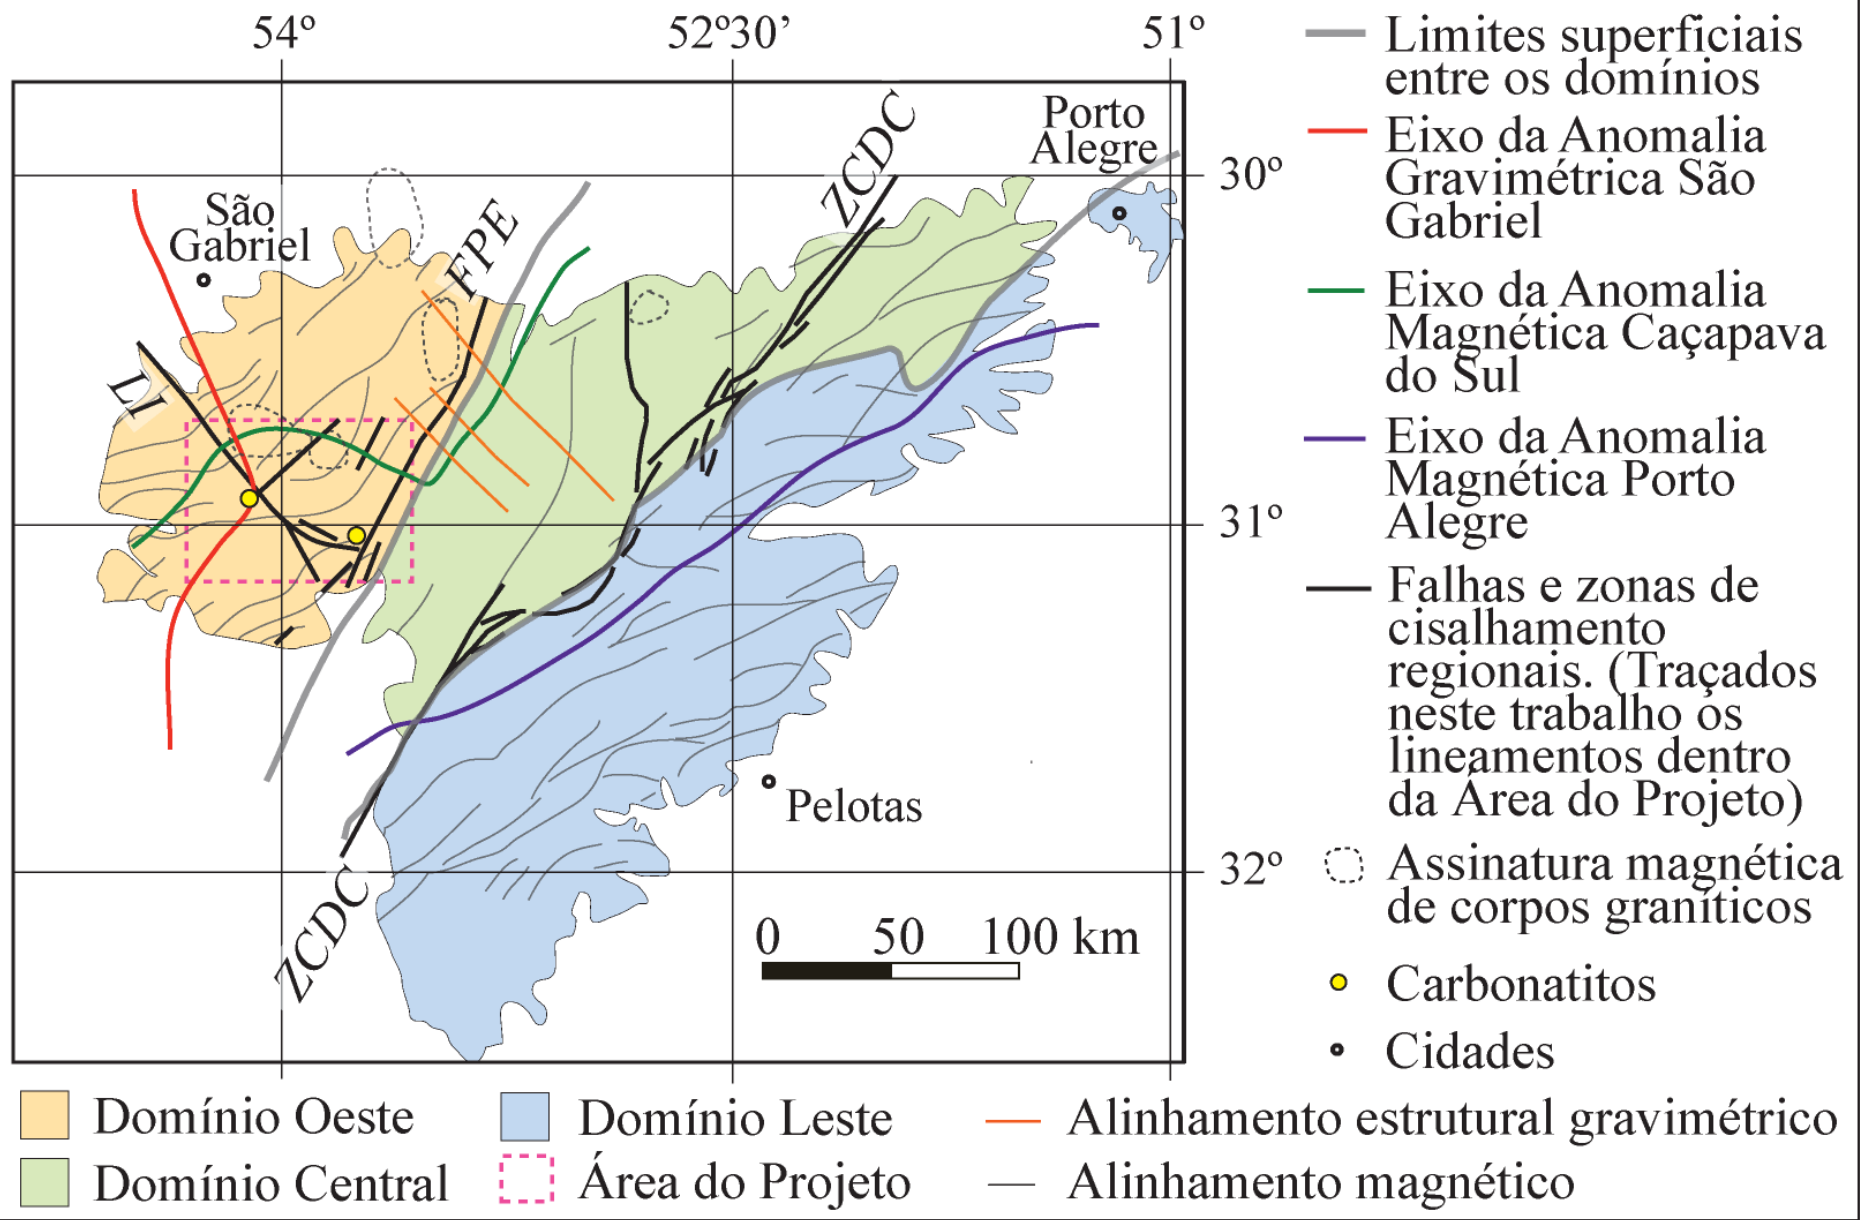 54º
52º30’
51º
Porto
Alegre
ZCDC
30º
São
Gabriel
FPE
LI
31º
Pelotas
32º
ZCDC
0 50 100 km
Limites superficiais
entre os domínios
Eixo da Anomalia
Gravimétrica São
Gabriel
Eixo da Anomalia
Magnética Caçapava
do Sul
Eixo da Anomalia
Magnética Porto
Alegre
Falhas e zonas de
cisalhamento
regionais. (Traçados
neste trabalho os
lineamentos dentro
da Área do Projeto)
Assinatura magnética
de corpos graníticos
Carbonatitos
Cidades
Domínio Oeste
Domínio Leste
Alinhamento estrutural gravimétrico
Domínio Central
Área do Projeto
Alinhamento magnético